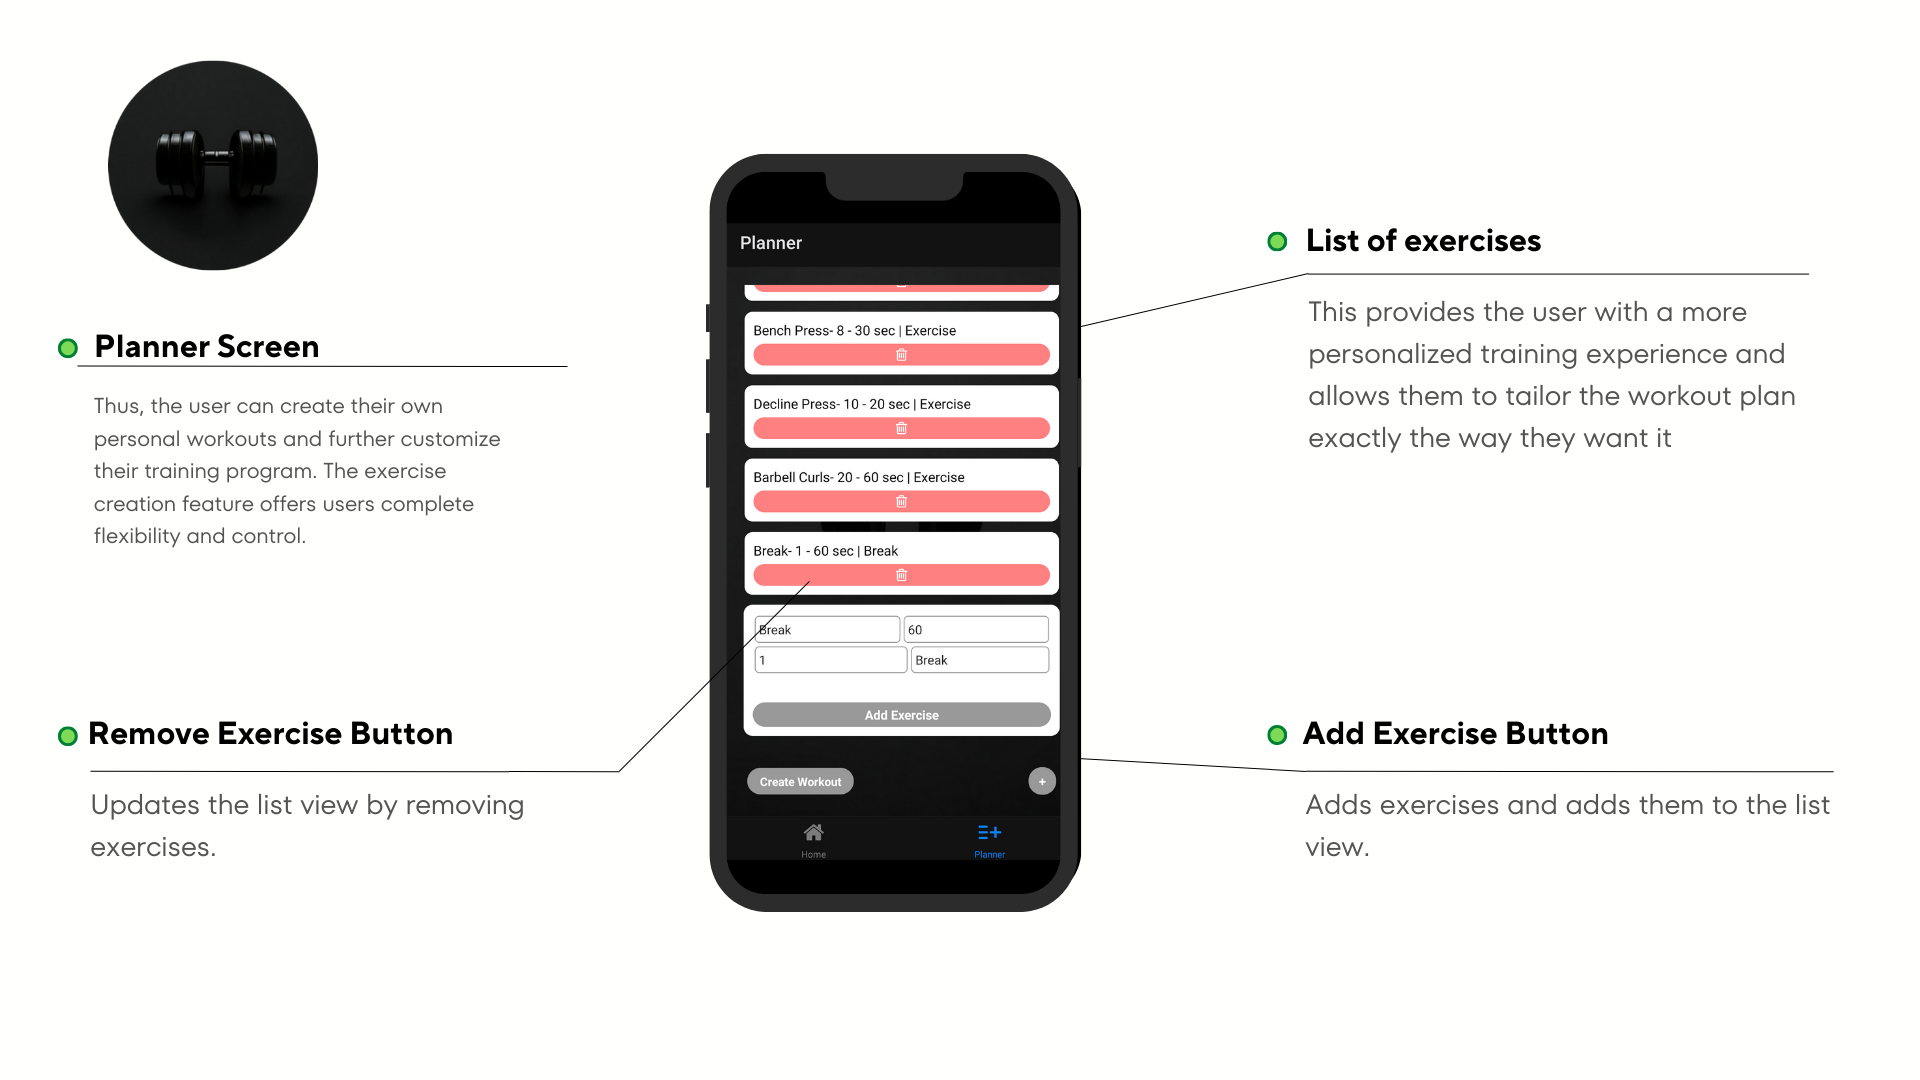 Planner Screen
Thus, the user can create their own
personal workouts and further customize
their training program. The exercise
creation feature offers users complete
flexibility and control.
Remove Exercise Button
Updates the list view by removing
exercises.
Planner
Bench Press- 8 - 30 sec | Exercise
Decline Press- 10 - 20 sec | Exercise
Barbell Curls- 20 - 60 sec | Exercise
Break- 1 - 60 sec | Break
Break 60
1 Break
Add Exercise
Create Workout +
Home Planner
List of exercises
This provides the user with a more
personalized training experience and
allows them to tailor the workout plan
exactly the way they want it
Add Exercise Button
Adds exercises and adds them to the list
view.